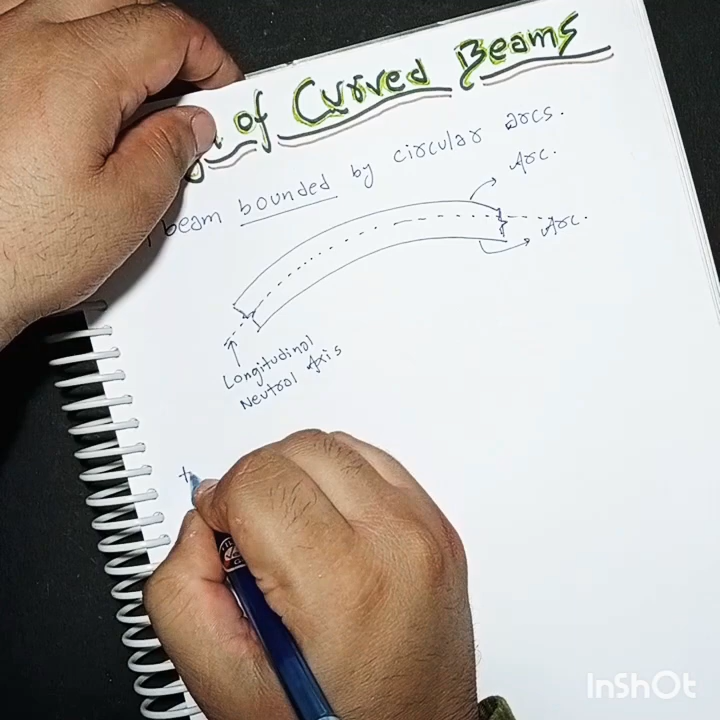 of Curved Beams
beam bounded by circular arcs.
Arc.
Arc.
Longitudinal
Neutral Axis
InShOt